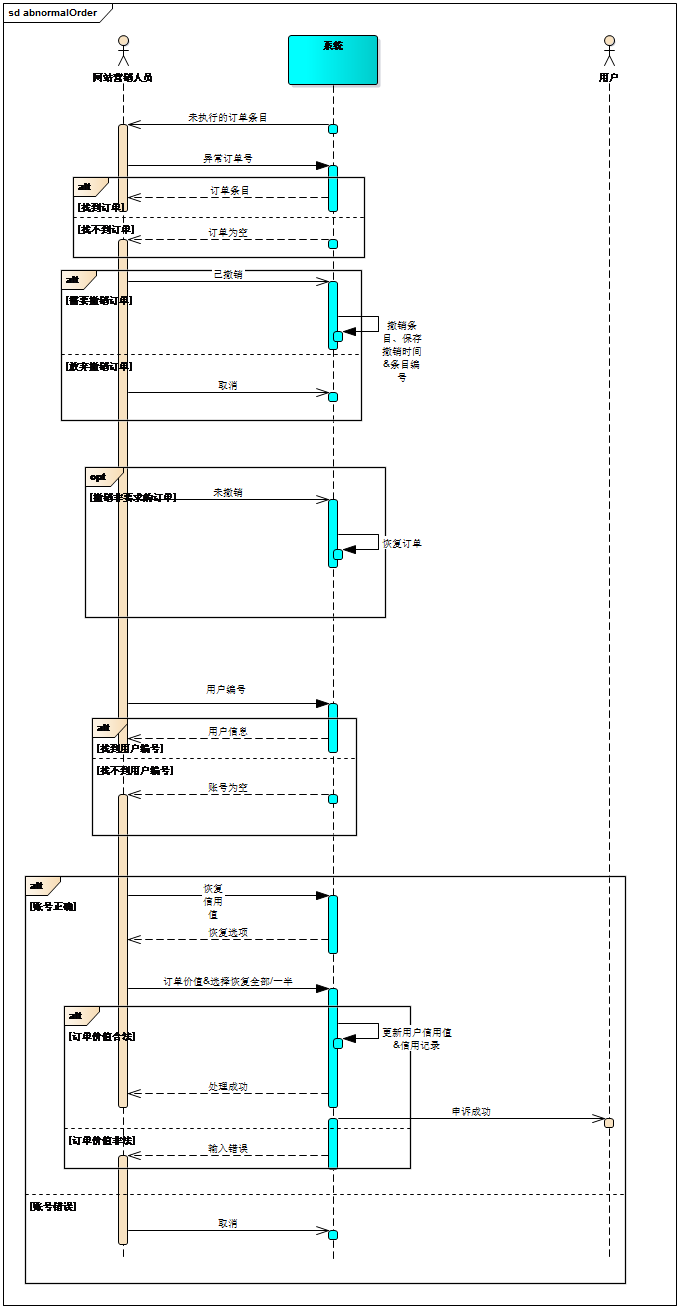 sd abnormalOrder
网站营销人员
系统
用户
未执行的订单条目
异常订单号
alt
订单条目
[找到订单]
[找不到订单]
订单为空
alt
已撤销
[需要撤销订单]
撤销条
目、保存
撤销时间
&条目编
号
[放弃撤销订单]
取消
opt
[撤销非要求的订单]
未撤销
恢复订单
用户编号
alt
用户信息
[找到用户编号]
[找不到用户编号]
账号为空
alt
恢复
信用
值
[账号正确]
恢复选项
订单价值&选择恢复全部/一半
alt
[订单价值合法]
更新用户信用值
&信用记录
处理成功
申诉成功
[订单价值非法]
输入错误
[账号错误]
取消